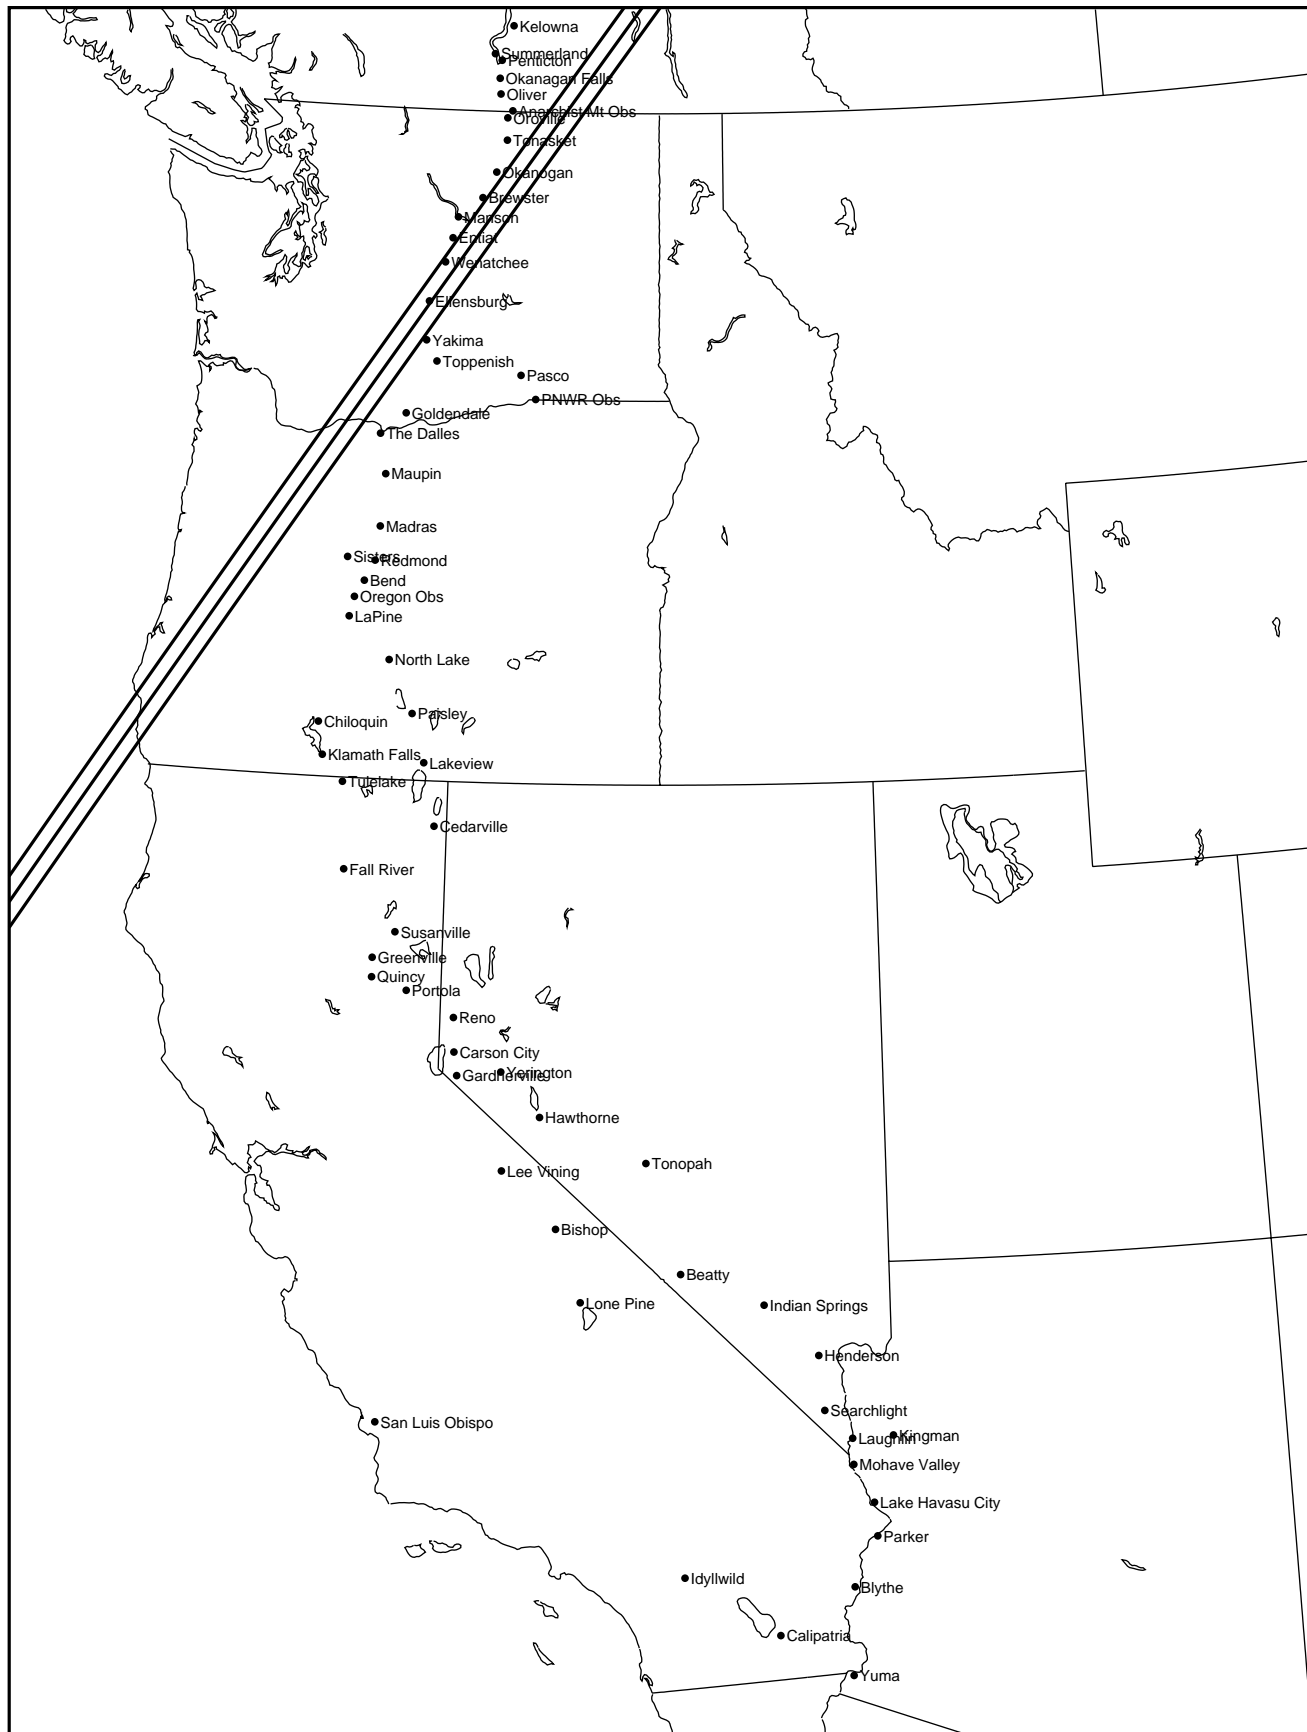 Kelowna
Summerland
Penticton
Okanagan Falls
Oliver
Anarchist Mt Obs
Oroville
Tonasket
Okanogan
Brewster
Manson
Entiat
Wenatchee
Ellensburg
Yakima
Toppenish
Pasco
PNWR Obs
Goldendale
The Dalles
Maupin
Madras
Sisters
Redmond
Bend
Oregon Obs
LaPine
North Lake
Paisley
Chiloquin
Klamath Falls
Lakeview
Tulelake
Cedarville
Fall River
Susanville
Greenville
Quincy
Portola
Reno
Carson City
Yerington
Gardnerville
Hawthorne
Tonopah
Lee Vining
Bishop
Beatty
Lone Pine
Indian Springs
Henderson
Searchlight
San Luis Obispo
Kingman
Laughlin
Mohave Valley
Lake Havasu City
Parker
Idyllwild
Blythe
Calipatria
Yuma